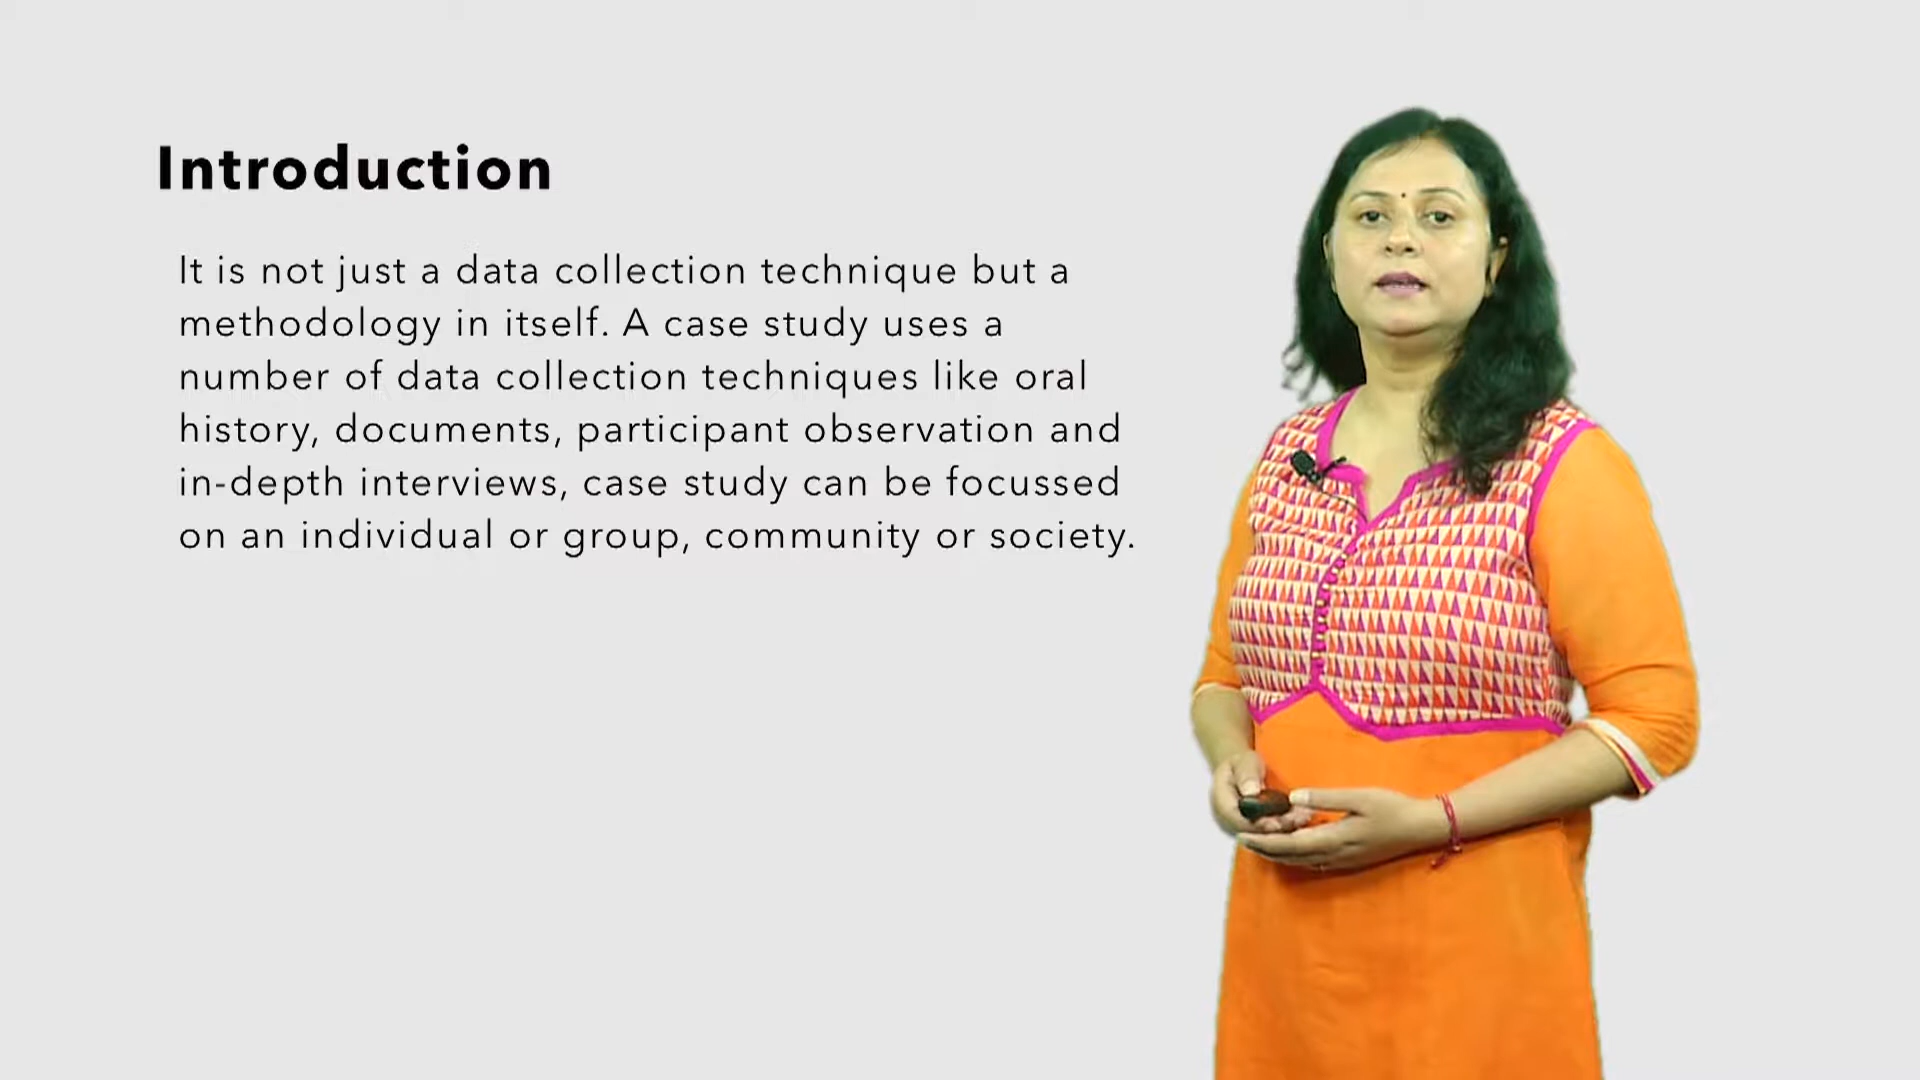 Introduction
It is not just a data collection technique but a
methodology in itself. A case study uses a
number of data collection techniques like oral
history, documents, participant observation and
in-depth interviews, case study can be focussed
on an individual or group, community or society.